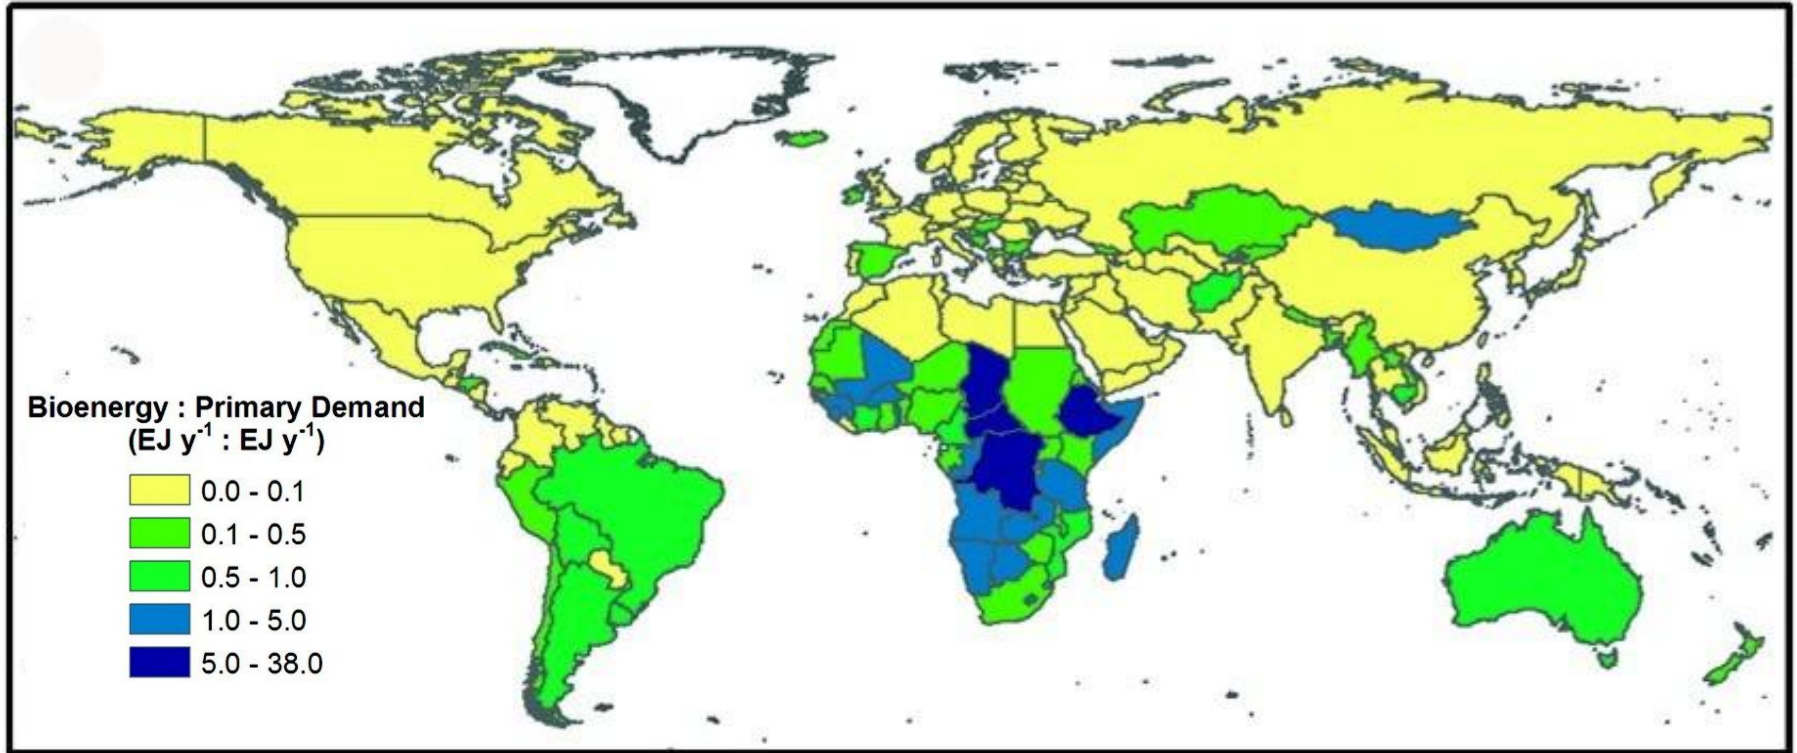 Bioenergy : Primary Demand
(EJ y⁻¹ : EJ y⁻¹)
0.0 - 0.1
0.1 - 0.5
0.5 - 1.0
1.0 - 5.0
5.0 - 38.0